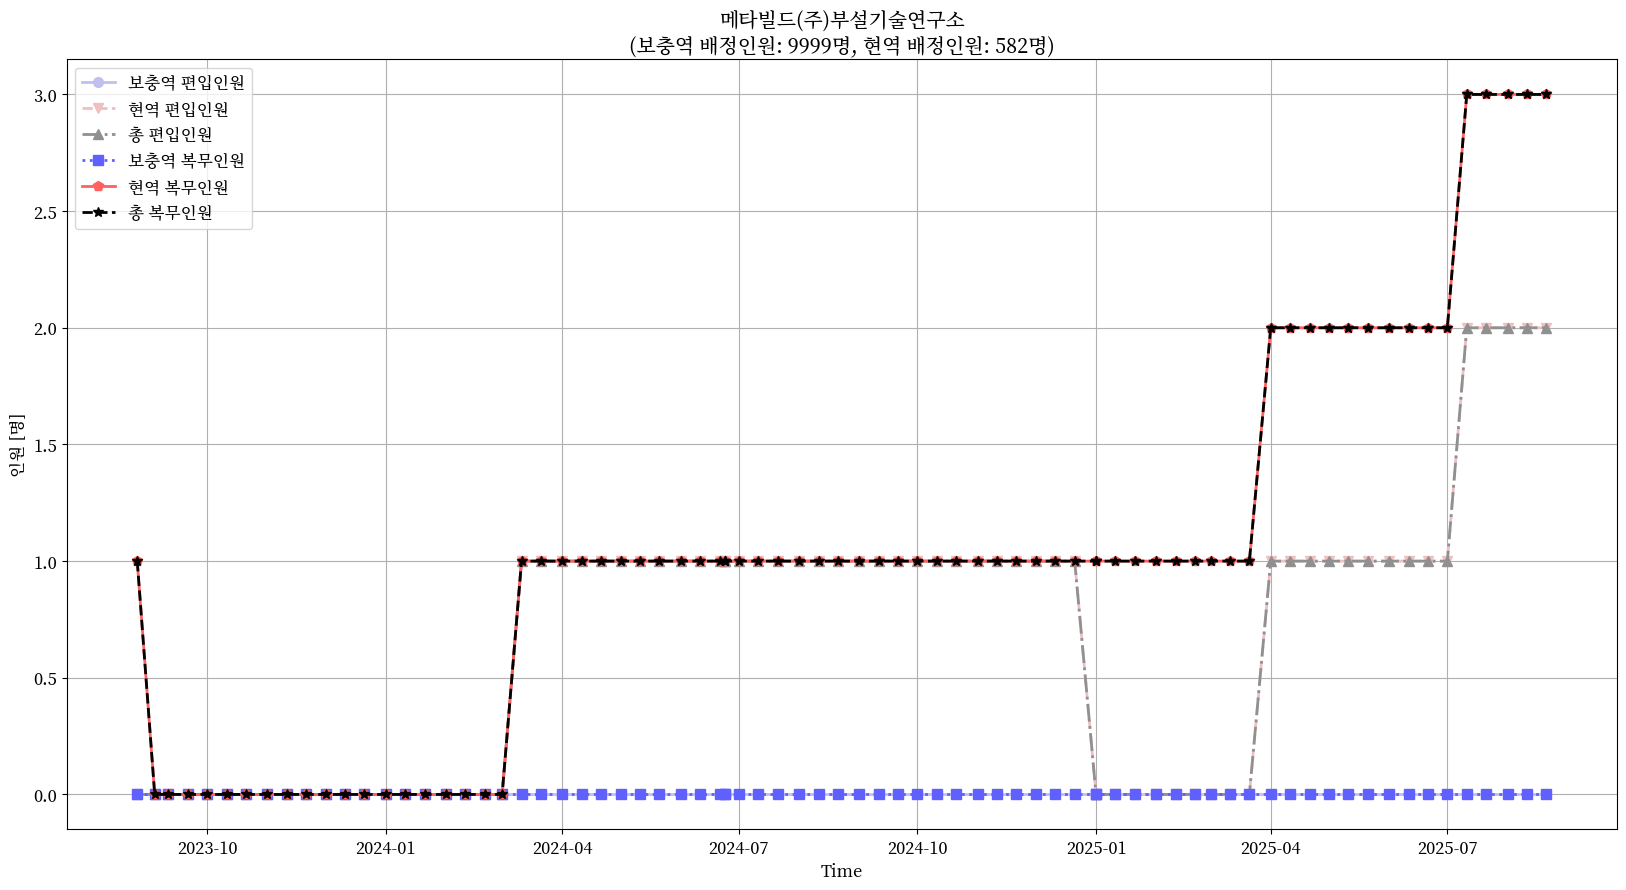 메타빌드(주)부설기술연구소
(보충역 배정인원: 9999명, 현역 배정인원: 582명)
보충역 편입인원
현역 편입인원
총 편입인원
보충역 복무인원
현역 복무인원
총 복무인원
3.0
2.5
2.0
1.5
1.0
0.5
0.0
인원 [명]
2023-10
2024-01
2024-04
2024-07
2024-10
2025-01
2025-04
2025-07
Time